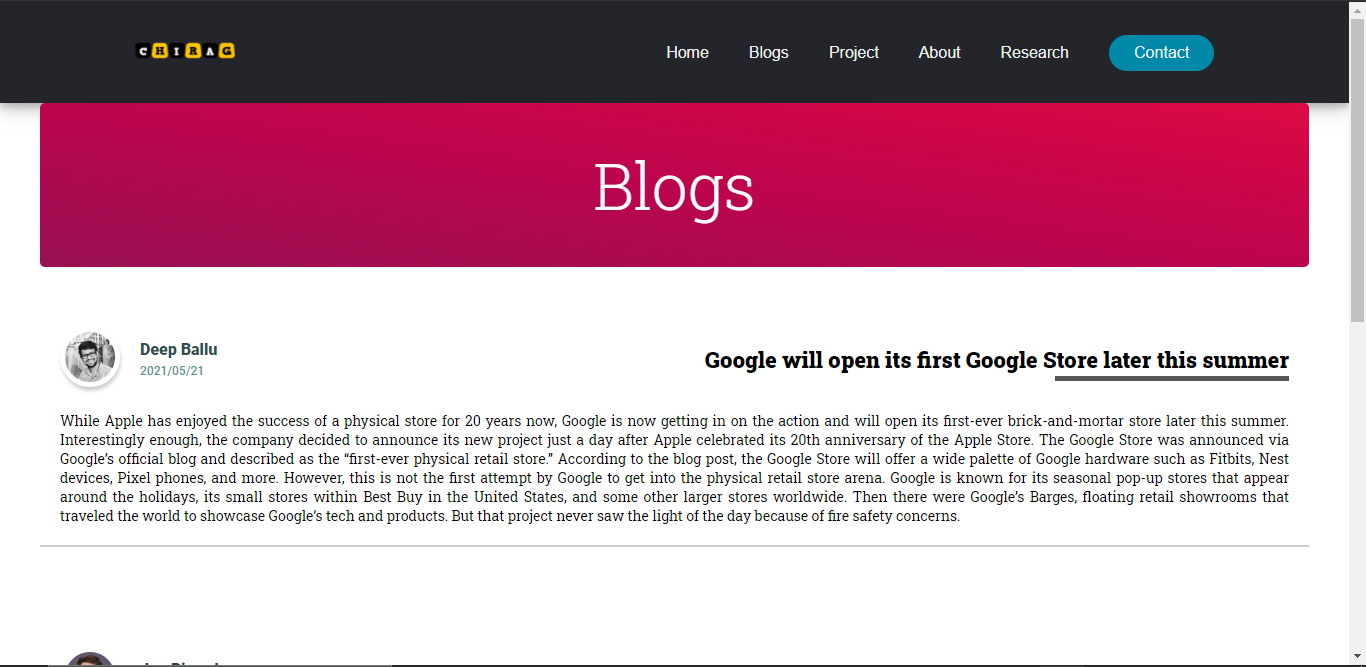 CHIRAG
Home Blogs Project About Research Contact
Blogs
Deep Ballu
2021/05/21
Google will open its first Google Store later this summer
While Apple has enjoyed the success of a physical store for 20 years now, Google is now getting in on the action and will open its first-ever brick-and-mortar store later this summer.
Interestingly enough, the company decided to announce its new project just a day after Apple celebrated its 20th anniversary of the Apple Store. The Google Store was announced via
Google’s official blog and described as the “first-ever physical retail store.” According to the blog post, the Google Store will offer a wide palette of Google hardware such as Fitbits, Nest
devices, Pixel phones, and more. However, this is not the first attempt by Google to get into the physical retail store arena. Google is known for its seasonal pop-up stores that appear
around the holidays, its small stores within Best Buy in the United States, and some other larger stores worldwide. Then there were Google’s Barges, floating retail showrooms that
traveled the world to showcase Google’s tech and products. But that project never saw the light of the day because of fire safety concerns.